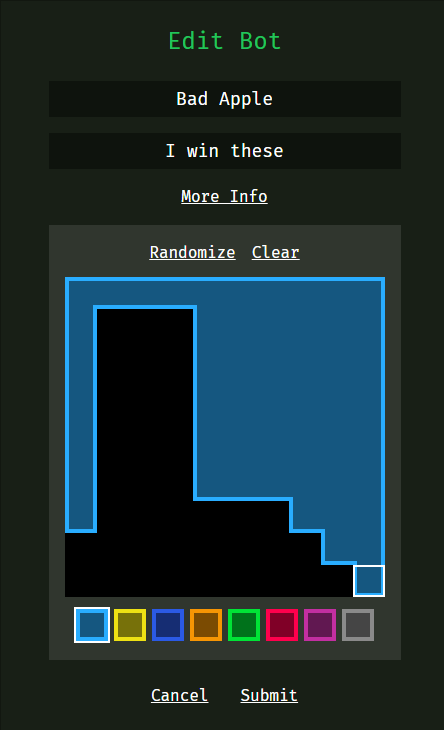 Edit Bot
Bad Apple
I win these
More Info
Randomize Clear
Cancel Submit